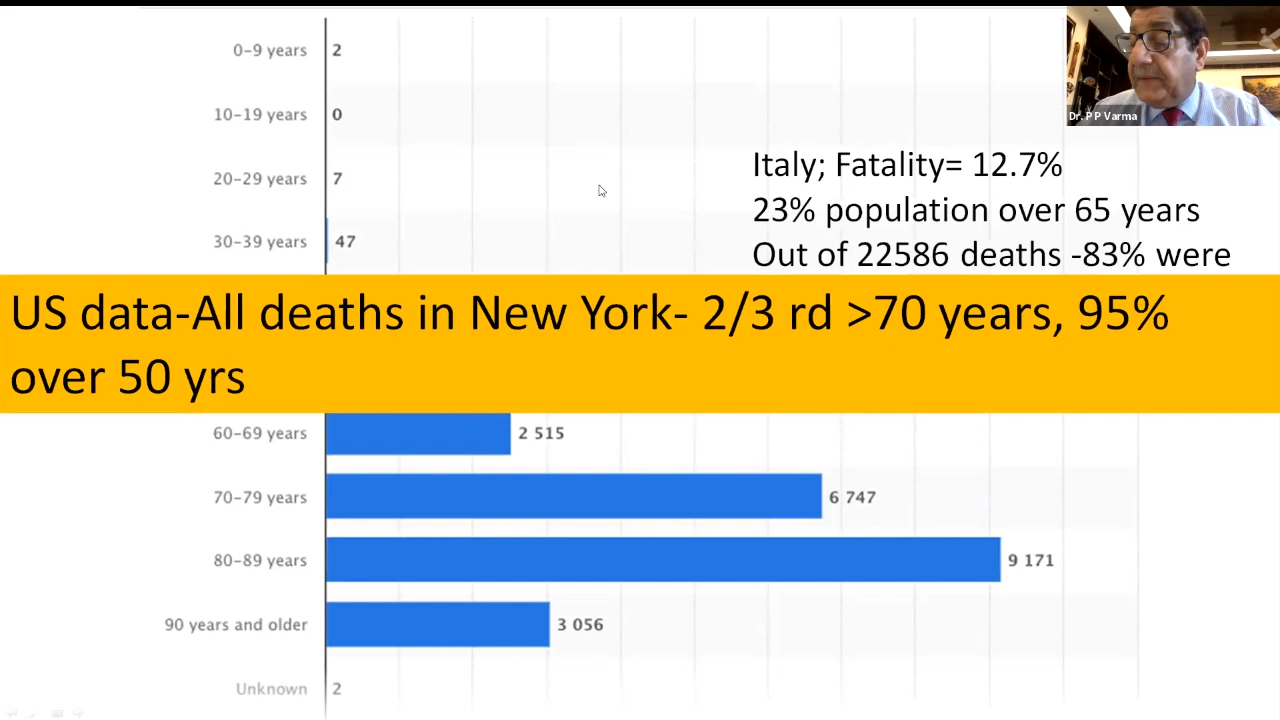 0–9 years 2
10–19 years 0
20–29 years 7
30–39 years 47
Dr. P P Varma
Italy; Fatality= 12.7%
23% population over 65 years
Out of 22586 deaths -83% were
US data-All deaths in New York- 2/3 rd >70 years, 95%
over 50 yrs
60–69 years 2 515
70–79 years 6 747
80–89 years 9 171
90 years and older 3 056
Unknown 2